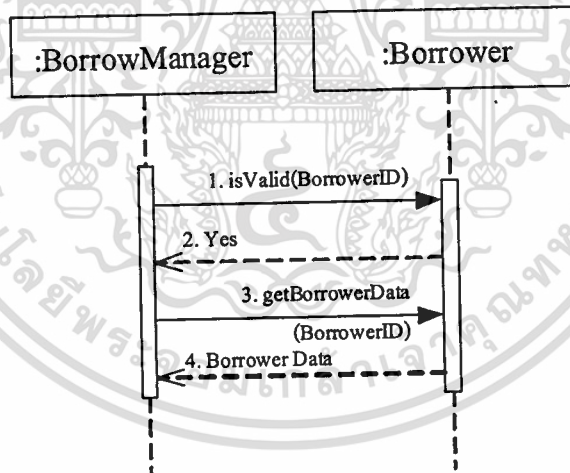 :BorrowManager
:Borrower
1. isValid(BorrowerID)
2. Yes
3. getBorrowerData
(BorrowerID)
4. Borrower Data